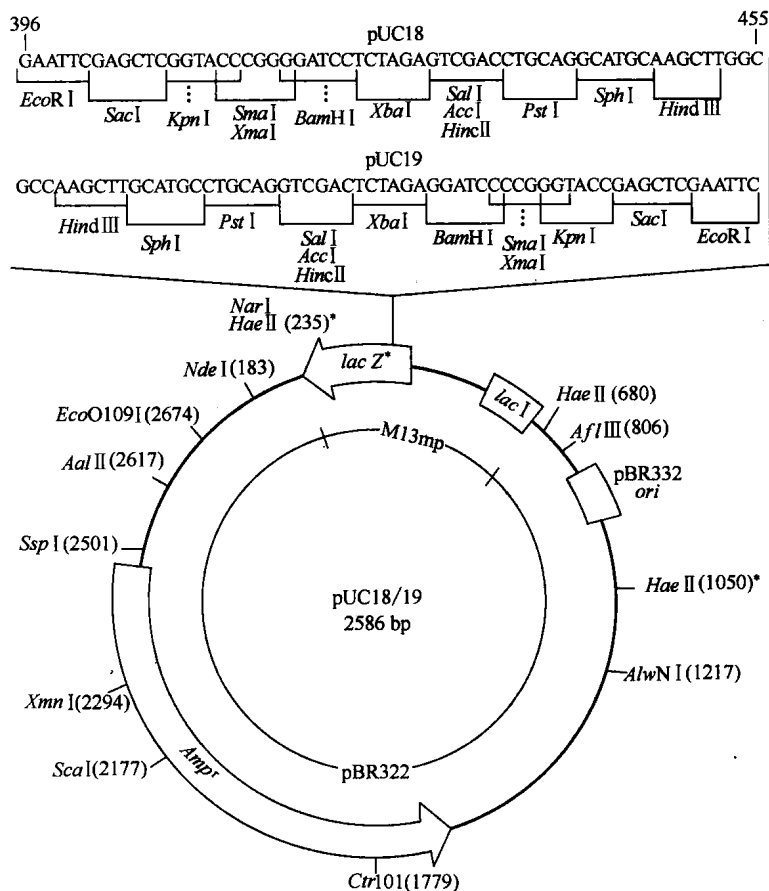 396
455
pUC18
GAATTCGAGCTCGGTACCCGGGGATCCTCTAGAGTCGACCTGCAGGCATGCAAGCTTGGC
EcoR I
Sac I
Kpn I
Sma I
Xma I
BamH I
Xba I
Sal I
Acc I
Hinc II
Pst I
Sph I
Hind III
pUC19
GCCAAGCTTGCATGCCTGCAGGTCGACTCTAGAGGATCCCCGGGTACCGAGCTCGAATTC
Hind III
Sph I
Pst I
Sal I
Acc I
Hinc II
Xba I
BamH I
Sma I
Xma I
Kpn I
Sac I
EcoR I
Nar I
Hae II (235)*
lac Z*
Nde I (183)
lac I
Hae II (680)
EcoO109 I (2674)
Afl III (806)
M13mp
Aal II (2617)
pBR332
ori
Ssp I (2501)
pUC18/19
2586 bp
Hae II (1050)*
AlwN I (1217)
Xmn I (2294)
Sca I (2177)
Ampʳ
pBR322
Ctr101 (1779)